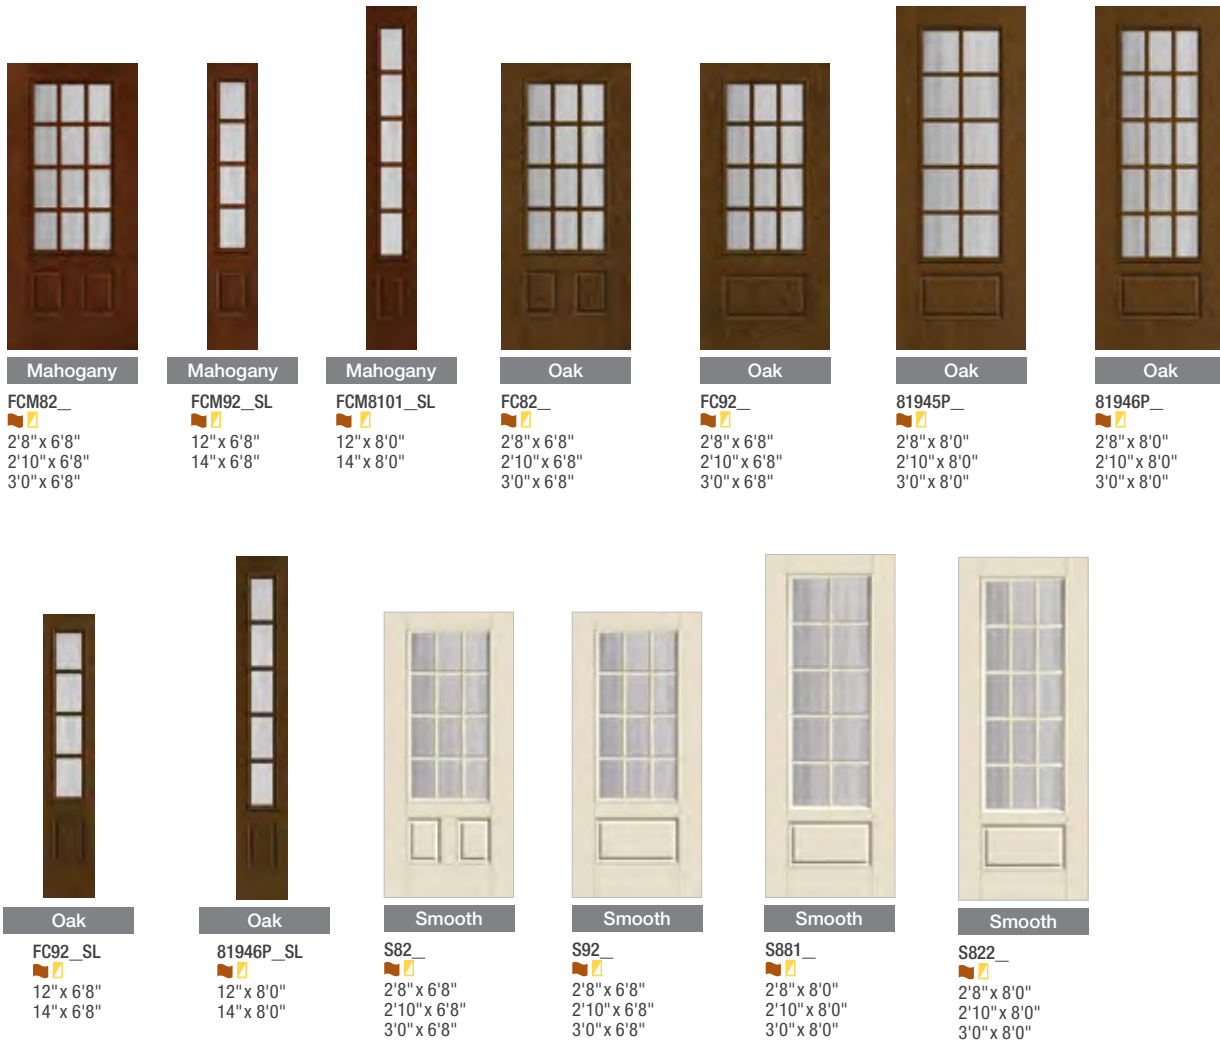 Mahogany
FCM82_
2'8" x 6'8"
2'10" x 6'8"
3'0" x 6'8"
Mahogany
FCM92_SL
12" x 6'8"
14" x 6'8"
Mahogany
FCM8101_SL
12" x 8'0"
14" x 8'0"
Oak
FC82_
2'8" x 6'8"
2'10" x 6'8"
3'0" x 6'8"
Oak
FC92_
2'8" x 6'8"
2'10" x 6'8"
3'0" x 6'8"
Oak
81945P_
2'8" x 8'0"
2'10" x 8'0"
3'0" x 8'0"
Oak
81946P_
2'8" x 8'0"
2'10" x 8'0"
3'0" x 8'0"
Oak
FC92_SL
12" x 6'8"
14" x 6'8"
Oak
81946P_SL
12" x 8'0"
14" x 8'0"
Smooth
S82_
2'8" x 6'8"
2'10" x 6'8"
3'0" x 6'8"
Smooth
S92_
2'8" x 6'8"
2'10" x 6'8"
3'0" x 6'8"
Smooth
S881_
2'8" x 8'0"
2'10" x 8'0"
3'0" x 8'0"
Smooth
S822_
2'8" x 8'0"
2'10" x 8'0"
3'0" x 8'0"